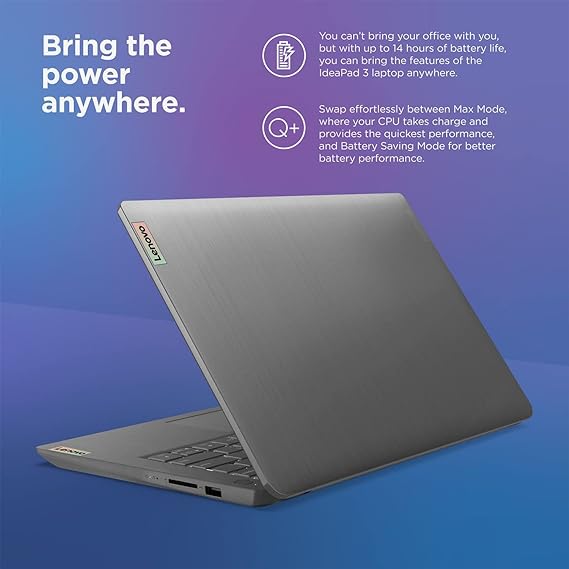 Bring the
power
anywhere.
You can't bring your office with you,
but with up to 14 hours of battery life,
you can bring the features of the
IdeaPad 3 laptop anywhere.
Q+
Swap effortlessly between Max Mode,
where your CPU takes charge and
provides the quickest performance,
and Battery Saving Mode for better
battery performance.
Lenovo
Lenovo